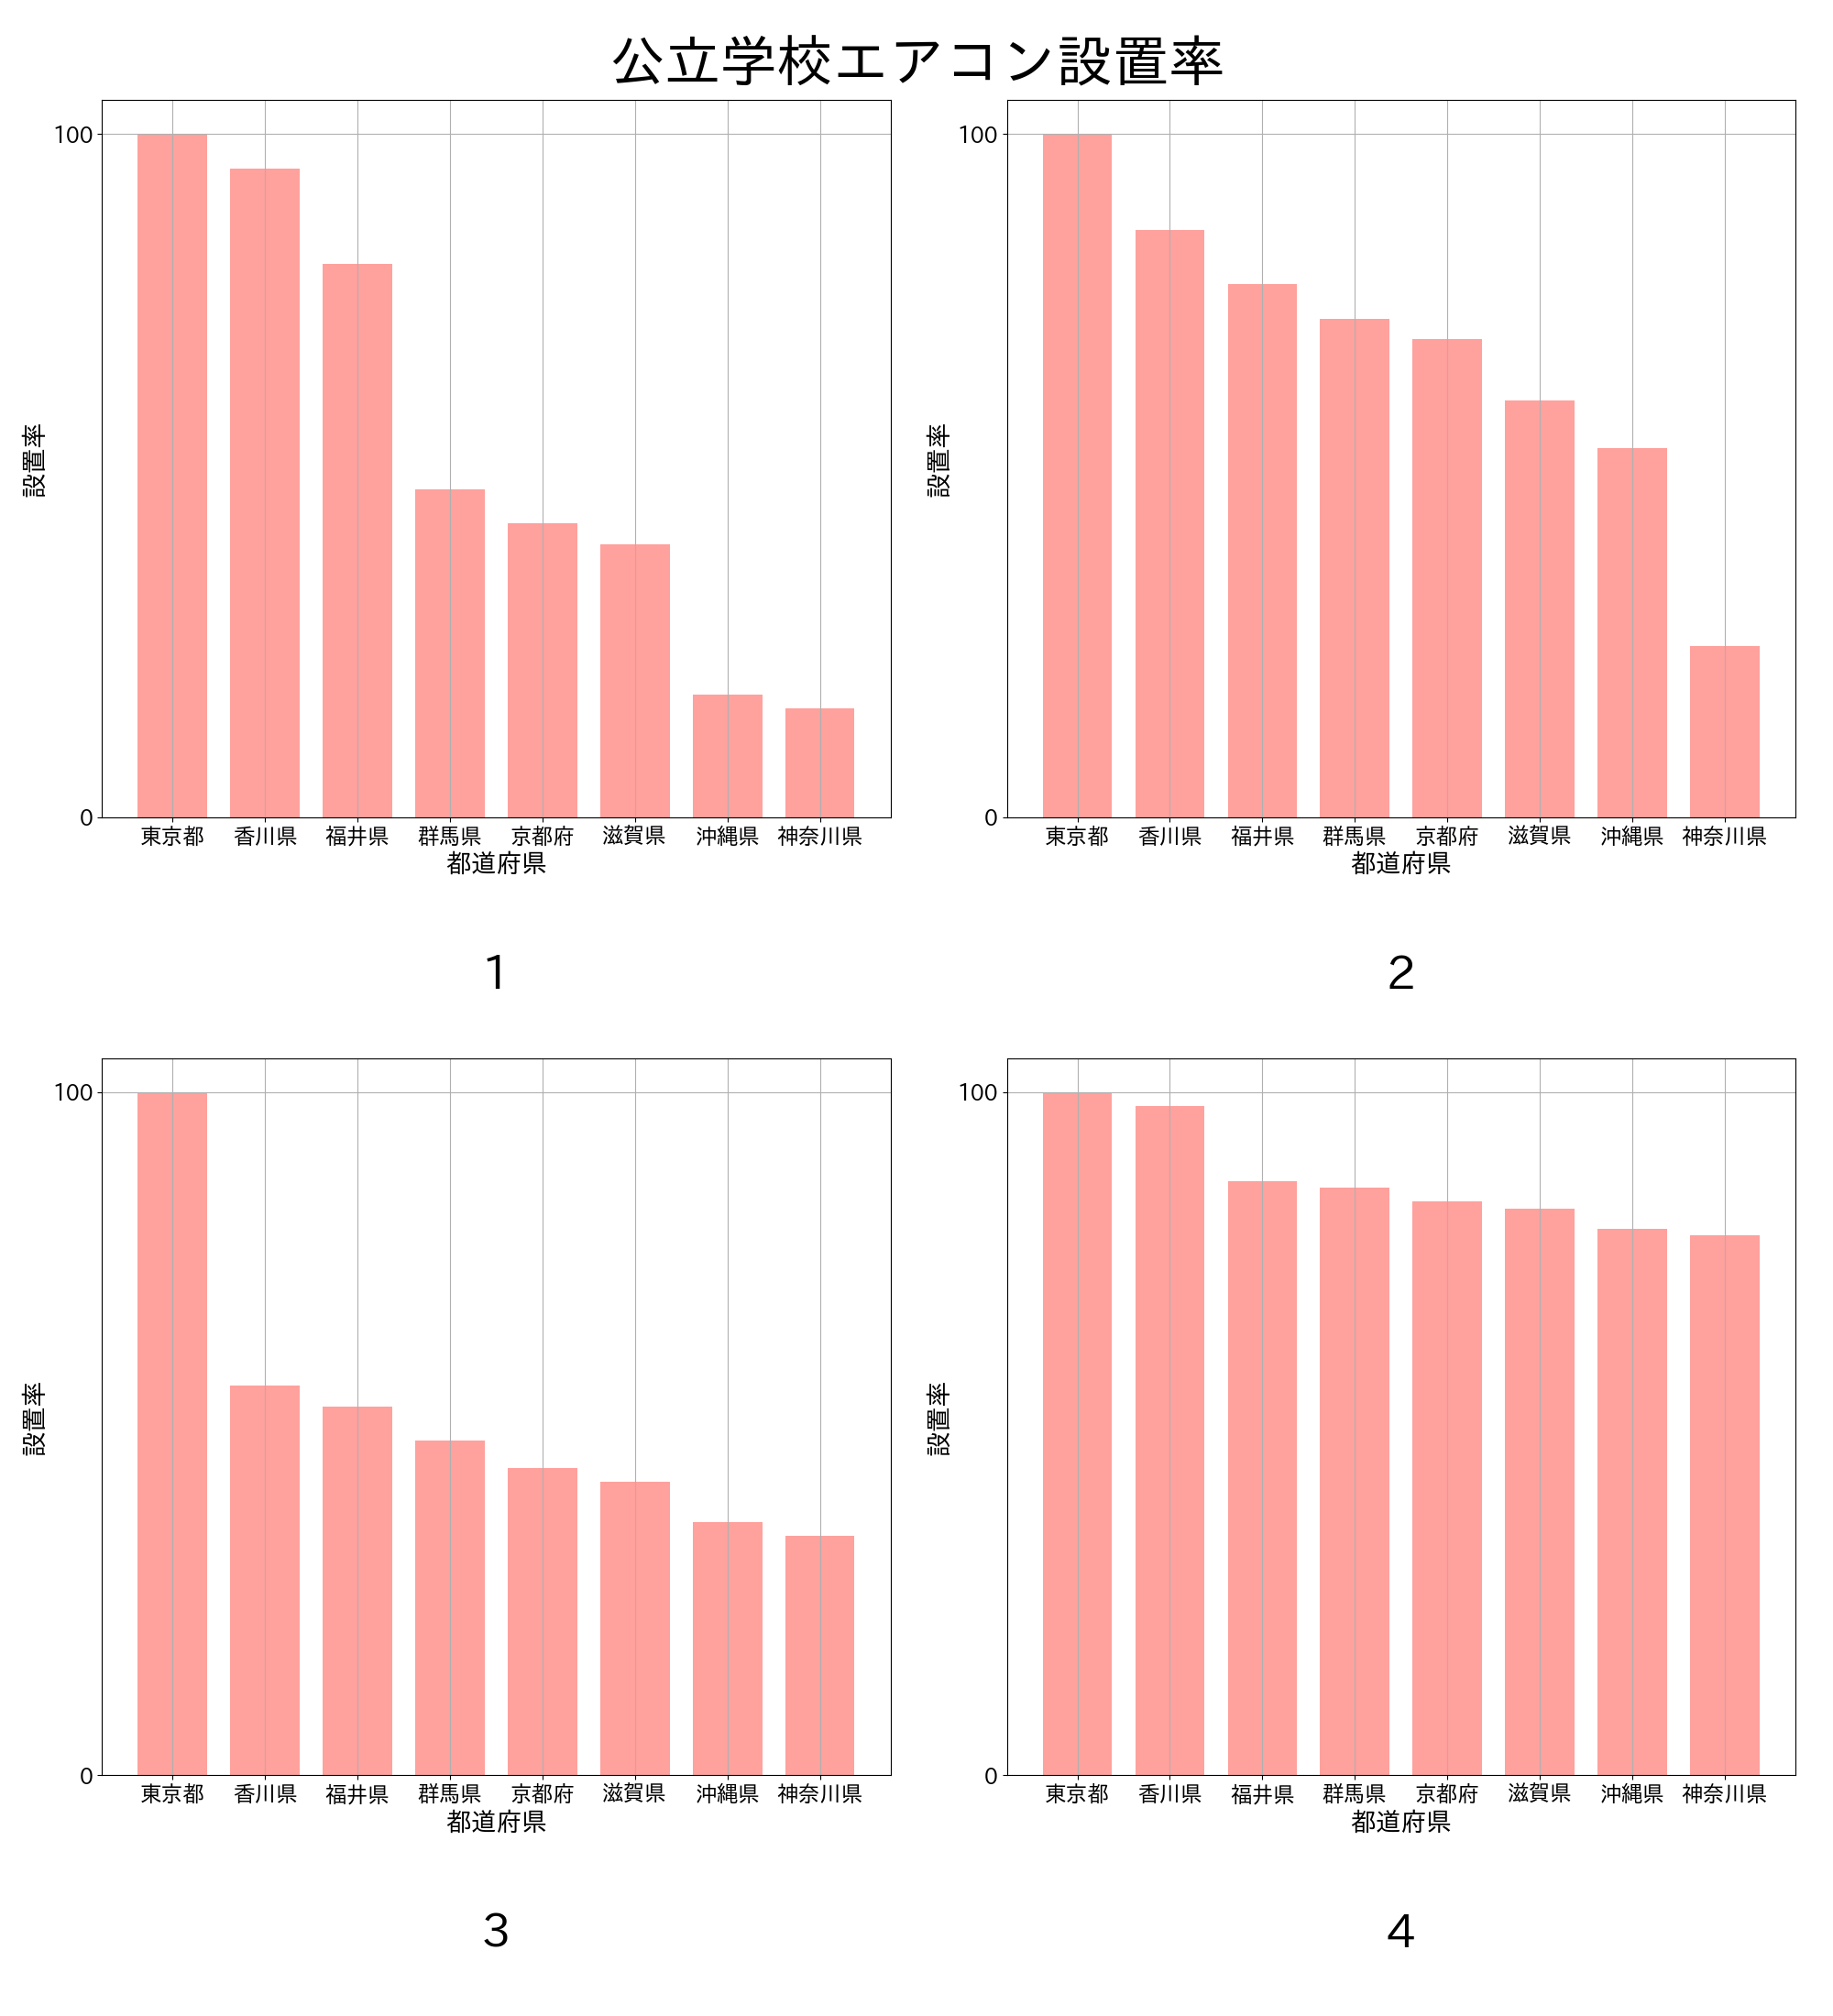 公立学校エアコン設置率
100
0
設置率
東京都 香川県 福井県 群馬県 京都府 滋賀県 沖縄県 神奈川県
都道府県
1
100
0
設置率
東京都 香川県 福井県 群馬県 京都府 滋賀県 沖縄県 神奈川県
都道府県
2
100
0
設置率
東京都 香川県 福井県 群馬県 京都府 滋賀県 沖縄県 神奈川県
都道府県
3
100
0
設置率
東京都 香川県 福井県 群馬県 京都府 滋賀県 沖縄県 神奈川県
都道府県
4